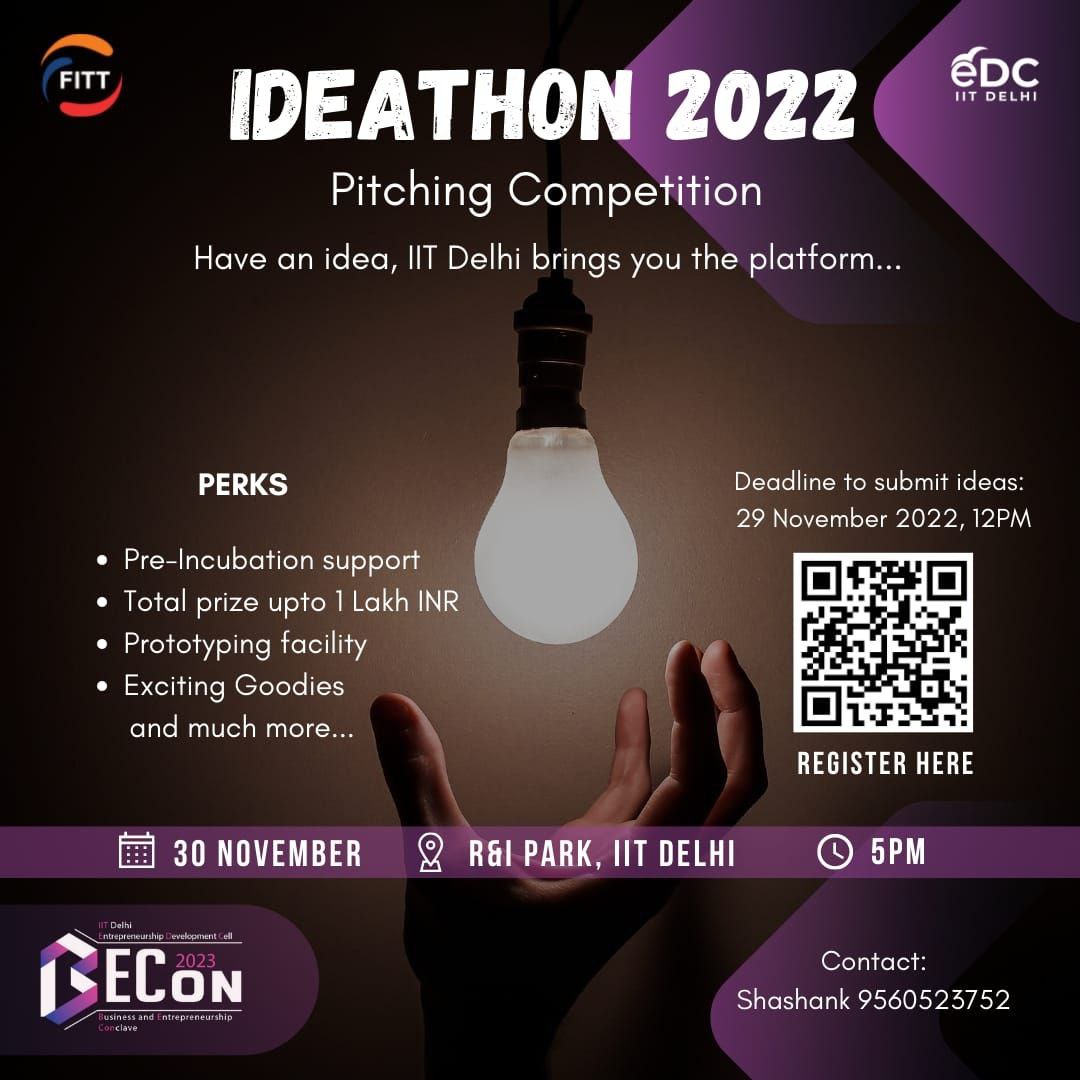 FITT
eDC
IIT DELHI
IDEATHON 2022
Pitching Competition
Have an idea, IIT Delhi brings you the platform...
PERKS
• Pre-Incubation support
• Total prize upto 1 Lakh INR
• Prototyping facility
• Exciting Goodies
and much more...
Deadline to submit ideas:
29 November 2022, 12PM
REGISTER HERE
30 NOVEMBER
R&I PARK, IIT DELHI
5PM
IIT Delhi
Entrepreneurship Development Cell
2023
BECON
Business and Entrepreneurship
Conclave
Contact:
Shashank 9560523752